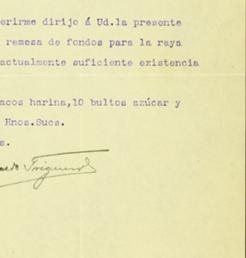 erirme dirijo á Ud.la presente
remesa de fondos para la raya
actualmente suficiente existencia
acos harina,10 bultos azúcar y
Enos.Sucs.
s.